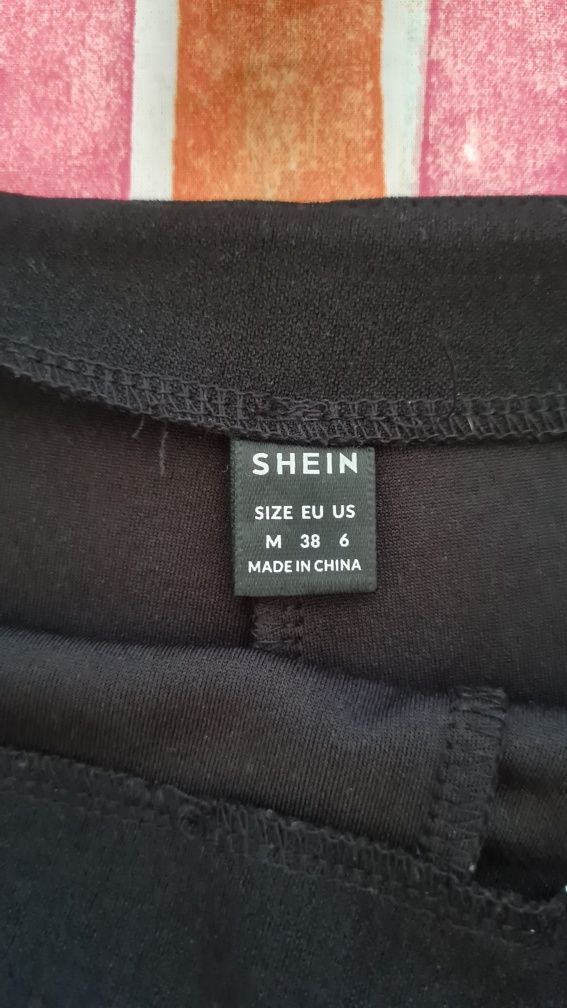 SHEIN
SIZE EU US
M 38 6
MADE IN CHINA